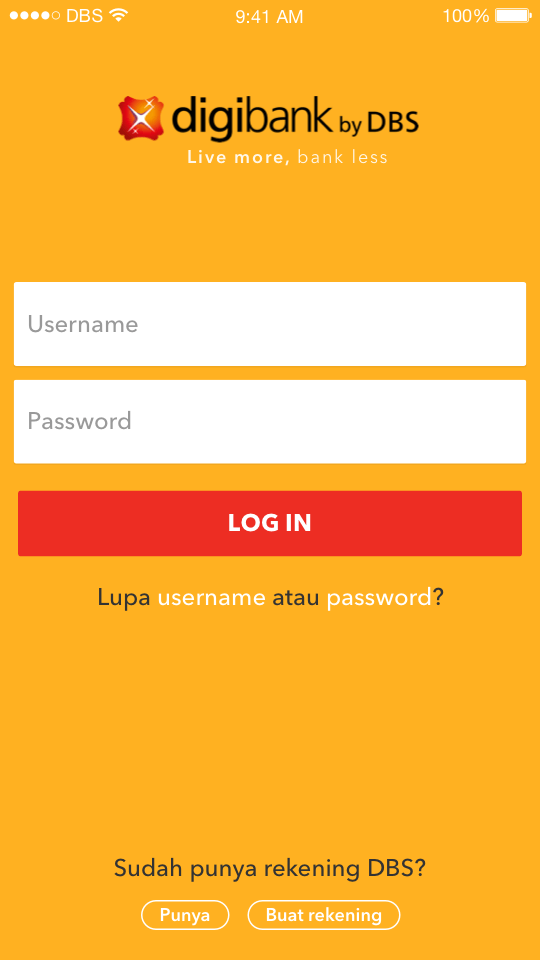 DBS 9:41 AM 100%
digibank by DBS
Live more, bank less
Username
Password
LOG IN
Lupa username atau password?
Sudah punya rekening DBS?
Punya Buat rekening